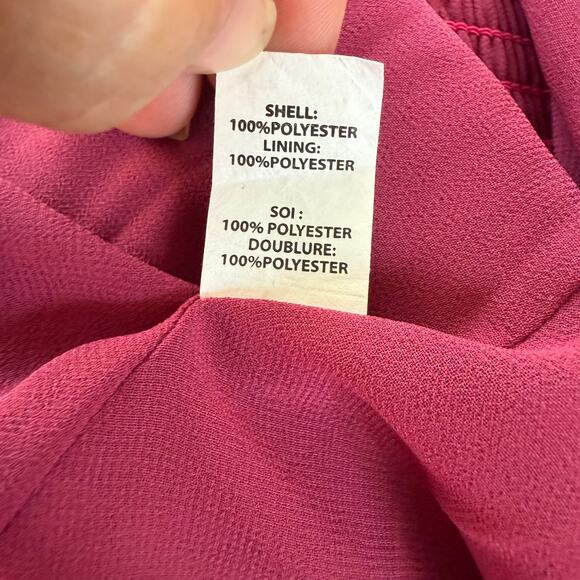 SHELL:
100%POLYESTER
LINING:
100%POLYESTER
SOI :
100% POLYESTER
DOUBLURE:
100%POLYESTER